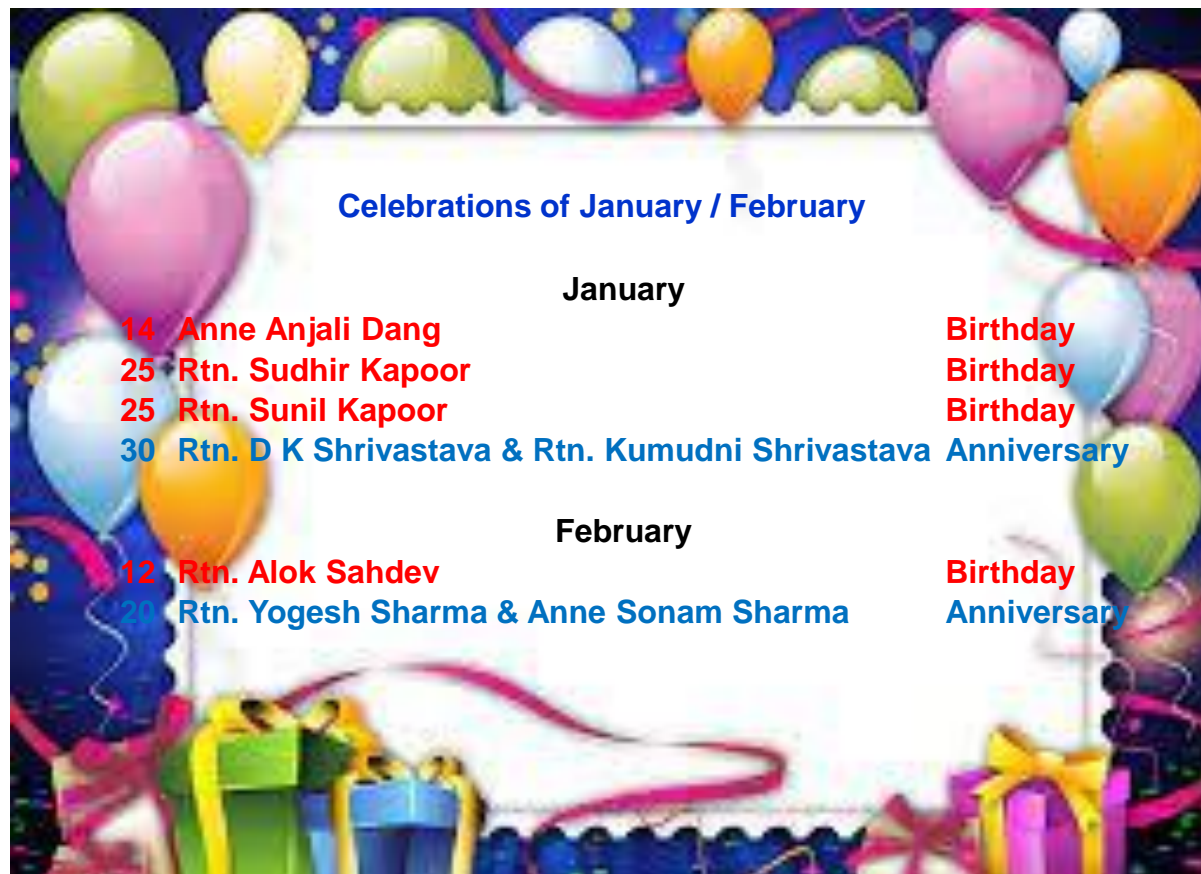 Celebrations of January / February
January
14 Anne Anjali Dang Birthday
25 Rtn. Sudhir Kapoor Birthday
25 Rtn. Sunil Kapoor Birthday
30 Rtn. D K Shrivastava & Rtn. Kumudni Shrivastava Anniversary
February
12 Rtn. Alok Sahdev Birthday
20 Rtn. Yogesh Sharma & Anne Sonam Sharma Anniversary